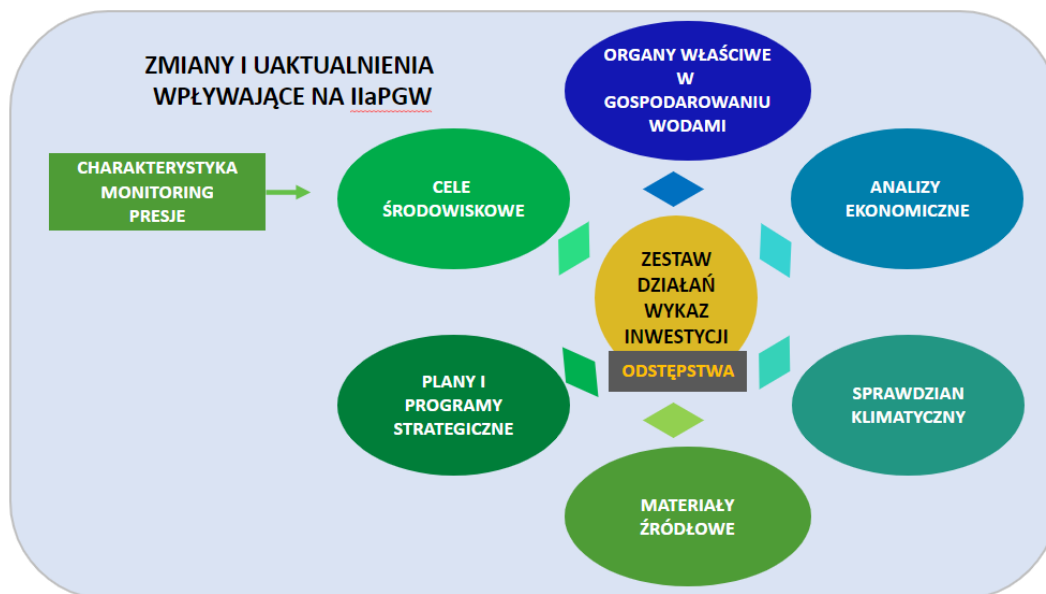 ZMIANY I UAKTUALNIENIA
WPŁYWAJĄCE NA IIaPGW
ORGANY WŁAŚCIWE
W
GOSPODAROWANIU
WODAMI
CHARAKTERYSTYKA
MONITORING
PRESJE
CELE
ŚRODOWISKOWE
ANALIZY
EKONOMICZNE
ZESTAW
DZIAŁAŃ
WYKAZ
INWESTYCJI
ODSTĘPSTWA
PLANY I
PROGRAMY
STRATEGICZNE
SPRAWDZIAN
KLIMATYCZNY
MATERIAŁY
ŹRÓDŁOWE